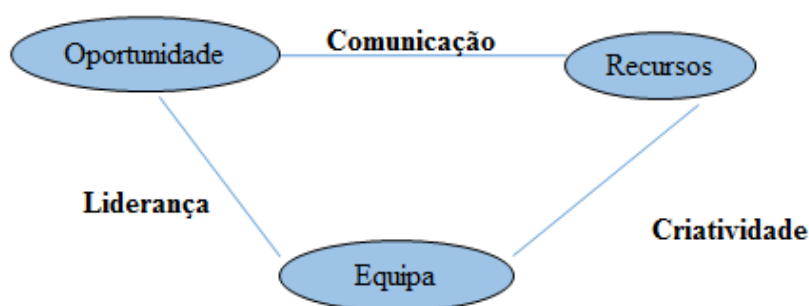 Comunicação
Oportunidade
Recursos
Liderança
Criatividade
Equipa